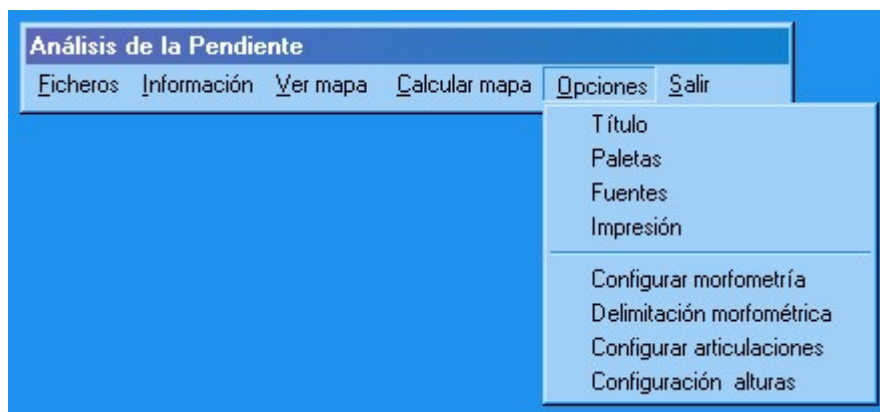 Análisis de la Pendiente
Ficheros Información Ver mapa Calcular mapa Opciones Salir
Título
Paletas
Fuentes
Impresión
Configurar morfometría
Delimitación morfométrica
Configurar articulaciones
Configuración alturas